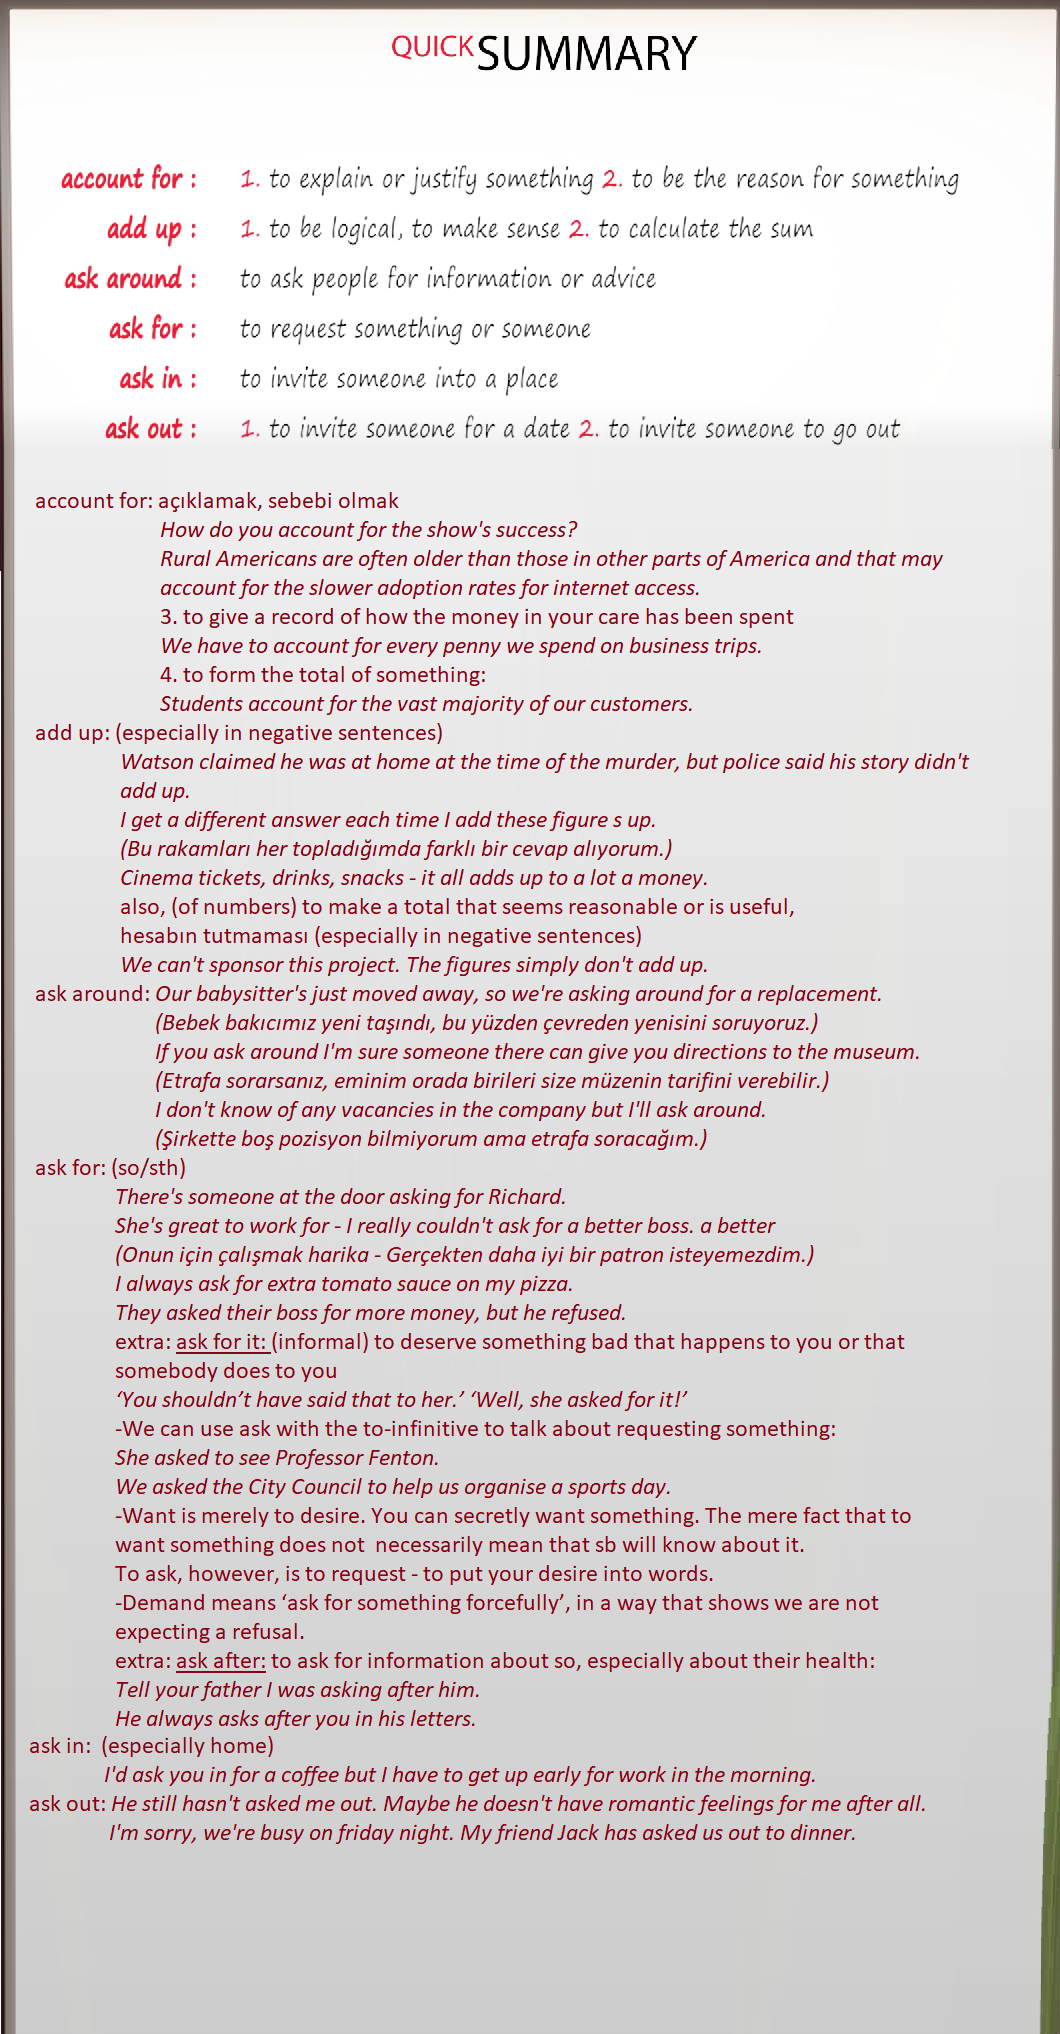 QUICK SUMMARY
account for : 1. to explain or justify something 2. to be the reason for something
add up : 1. to be logical, to make sense 2. to calculate the sum
ask around : to ask people for information or advice
ask for : to request something or someone
ask in : to invite someone into a place
ask out : 1. to invite someone for a date 2. to invite someone to go out
account for: açıklamak, sebebi olmak
How do you account for the show's success?
Rural Americans are often older than those in other parts of America and that may
account for the slower adoption rates for internet access.
3. to give a record of how the money in your care has been spent
We have to account for every penny we spend on business trips.
4. to form the total of something:
Students account for the vast majority of our customers.
add up: (especially in negative sentences)
Watson claimed he was at home at the time of the murder, but police said his story didn't
add up.
I get a different answer each time I add these figure s up.
(Bu rakamları her topladığımda farklı bir cevap alıyorum.)
Cinema tickets, drinks, snacks - it all adds up to a lot a money.
also, (of numbers) to make a total that seems reasonable or is useful,
hesabın tutmaması (especially in negative sentences)
We can't sponsor this project. The figures simply don't add up.
ask around: Our babysitter's just moved away, so we're asking around for a replacement.
(Bebek bakıcımız yeni taşındı, bu yüzden çevreden yenisini soruyoruz.)
If you ask around I'm sure someone there can give you directions to the museum.
(Etrafa sorarsanız, eminim orada birileri size müzenin tarifini verebilir.)
I don't know of any vacancies in the company but I'll ask around.
(Şirkette boş pozisyon bilmiyorum ama etrafa soracağım.)
ask for: (so/sth)
There's someone at the door asking for Richard.
She's great to work for - I really couldn't ask for a better boss. a better
(Onun için çalışmak harika - Gerçekten daha iyi bir patron isteyemezdim.)
I always ask for extra tomato sauce on my pizza.
They asked their boss for more money, but he refused.
extra: ask for it: (informal) to deserve something bad that happens to you or that
somebody does to you
‘You shouldn’t have said that to her.’ ‘Well, she asked for it!’
-We can use ask with the to-infinitive to talk about requesting something:
She asked to see Professor Fenton.
We asked the City Council to help us organise a sports day.
-Want is merely to desire. You can secretly want something. The mere fact that to
want something does not  necessarily mean that sb will know about it.
To ask, however, is to request - to put your desire into words.
-Demand means ‘ask for something forcefully’, in a way that shows we are not
expecting a refusal.
extra: ask after: to ask for information about so, especially about their health:
Tell your father I was asking after him.
He always asks after you in his letters.
ask in:  (especially home)
I'd ask you in for a coffee but I have to get up early for work in the morning.
ask out: He still hasn't asked me out. Maybe he doesn't have romantic feelings for me after all.
I'm sorry, we're busy on friday night. My friend Jack has asked us out to dinner.